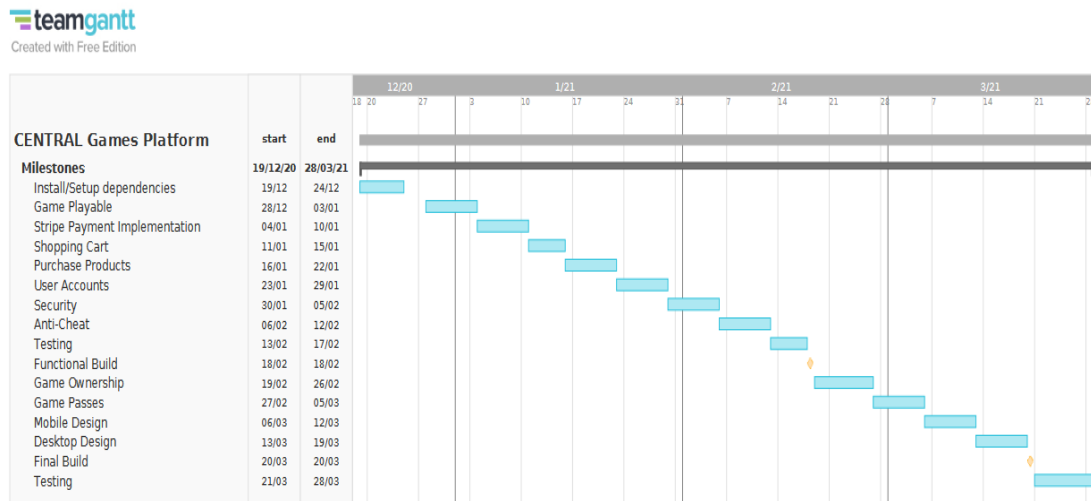 teamgantt
Created with Free Edition
12/20 1/21 2/21 3/21
18 20 27 3 10 17 24 31 7 14 21 28 7 14 21 2
CENTRAL Games Platform start end
Milestones 19/12/20 28/03/21
Install/Setup dependencies 19/12 24/12
Game Playable 28/12 03/01
Stripe Payment Implementation 04/01 10/01
Shopping Cart 11/01 15/01
Purchase Products 16/01 22/01
User Accounts 23/01 29/01
Security 30/01 05/02
Anti-Cheat 06/02 12/02
Testing 13/02 17/02
Functional Build 18/02 18/02
Game Ownership 19/02 26/02
Game Passes 27/02 05/03
Mobile Design 06/03 12/03
Desktop Design 13/03 19/03
Final Build 20/03 20/03
Testing 21/03 28/03